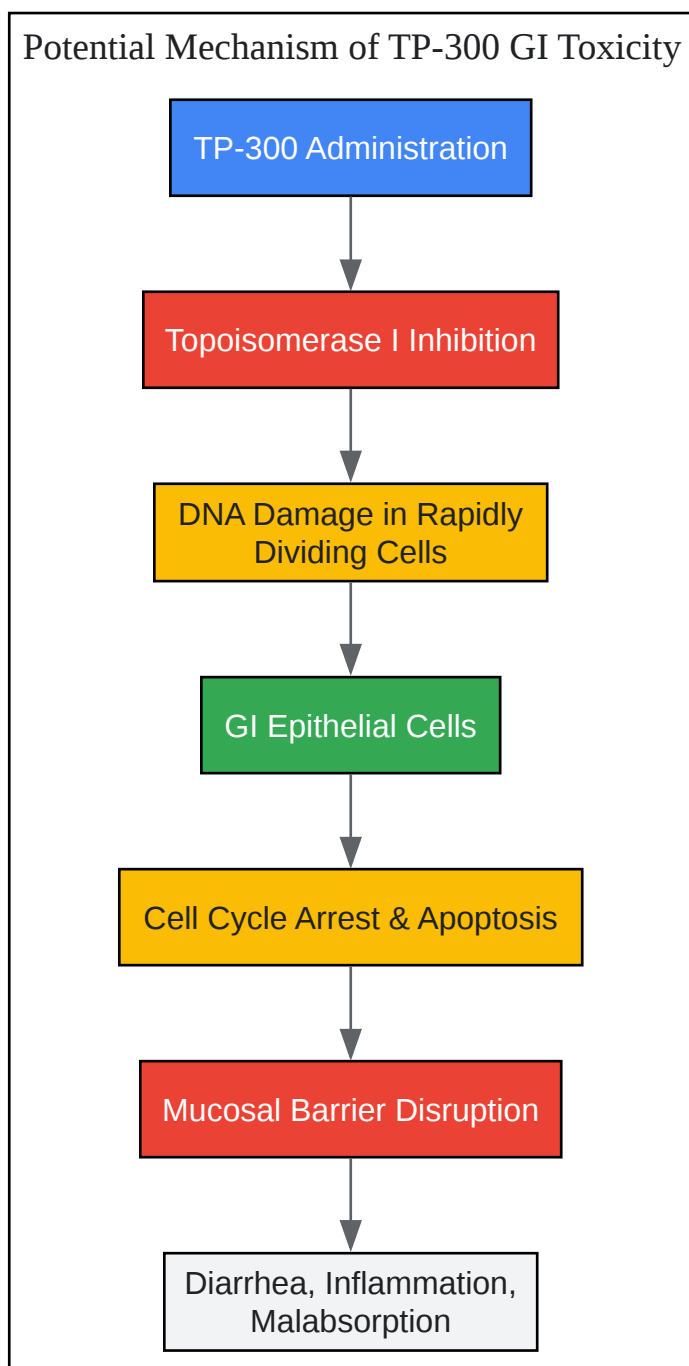 Potential Mechanism of TP-300 GI Toxicity
TP-300 Administration
Topoisomerase I Inhibition
DNA Damage in Rapidly
Dividing Cells
GI Epithelial Cells
Cell Cycle Arrest & Apoptosis
Mucosal Barrier Disruption
Diarrhea, Inflammation,
Malabsorption